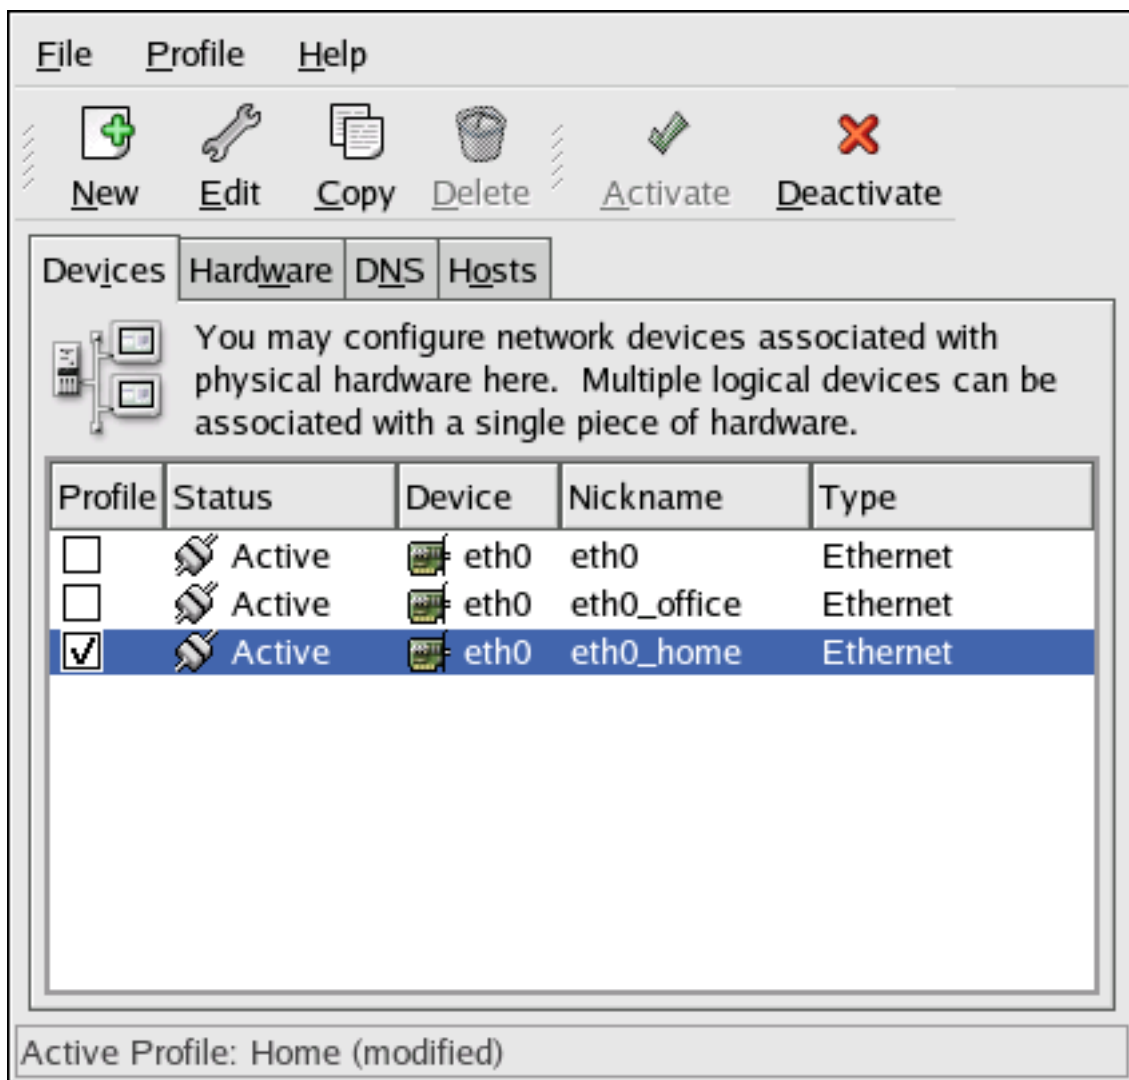 File Profile Help
New Edit Copy Delete Activate Deactivate
Devices Hardware DNS Hosts
You may configure network devices associated with
physical hardware here. Multiple logical devices can be
associated with a single piece of hardware.
Profile Status Device Nickname Type
Active eth0 eth0 Ethernet
Active eth0 eth0_office Ethernet
Active eth0 eth0_home Ethernet
Active Profile: Home (modified)